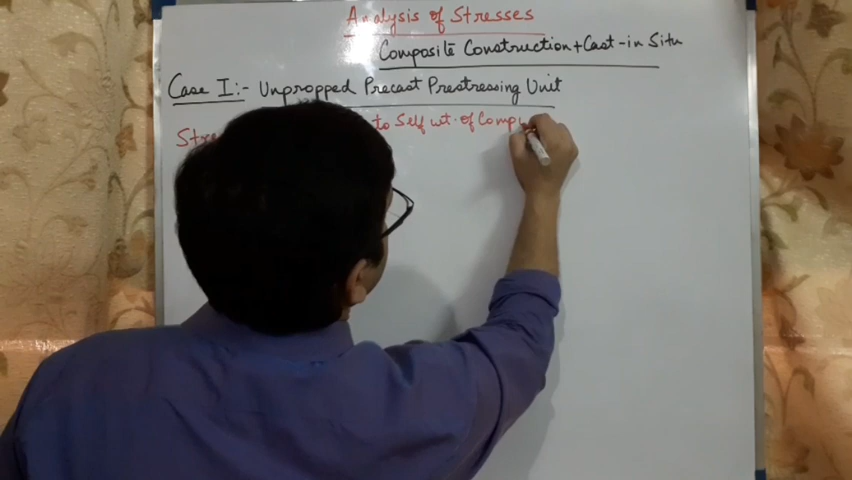 Analysis of Stresses
Composite Construction + Cast-in Situ
Case I:- Unpropped Precast Prestressing Unit
to Self wt. of Comp